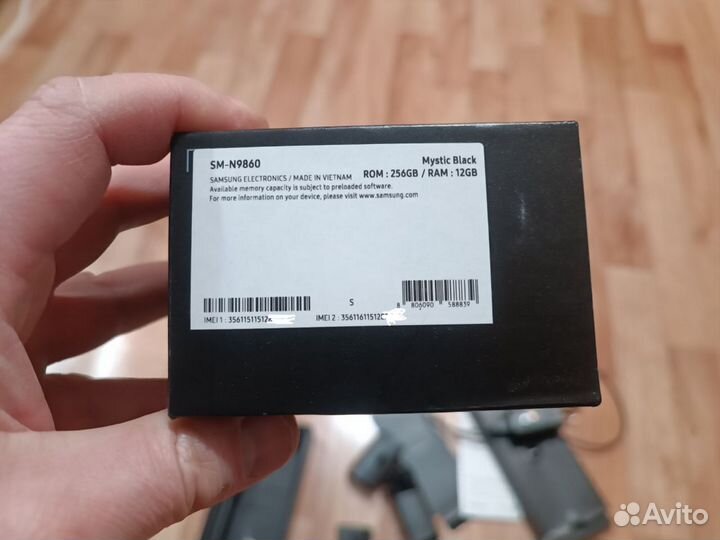 SM-N9860 Mystic Black
SAMSUNG ELECTRONICS / MADE IN VIETNAM ROM : 256GB / RAM : 12GB
Available memory capacity is subject to preloaded software.
For more information on your device, please visit www.samsung.com
S 8 806090 588839
IMEI 1 : IMEI 2 :
Avito